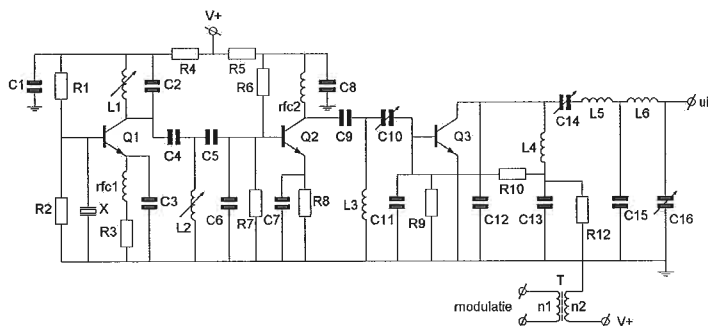 V+
C1
R1
L1
C2
R4
R5
R6
rfc2
C8
Q1
C4
C5
Q2
C9
C10
Q3
C14
L5
L6
ui
rfc1
R2
X
R3
C3
L2
C6
R7
C7
R8
L3
C11
R9
R10
L4
C12
C13
R12
C15
C16
T
modulatie
n1
n2
V+